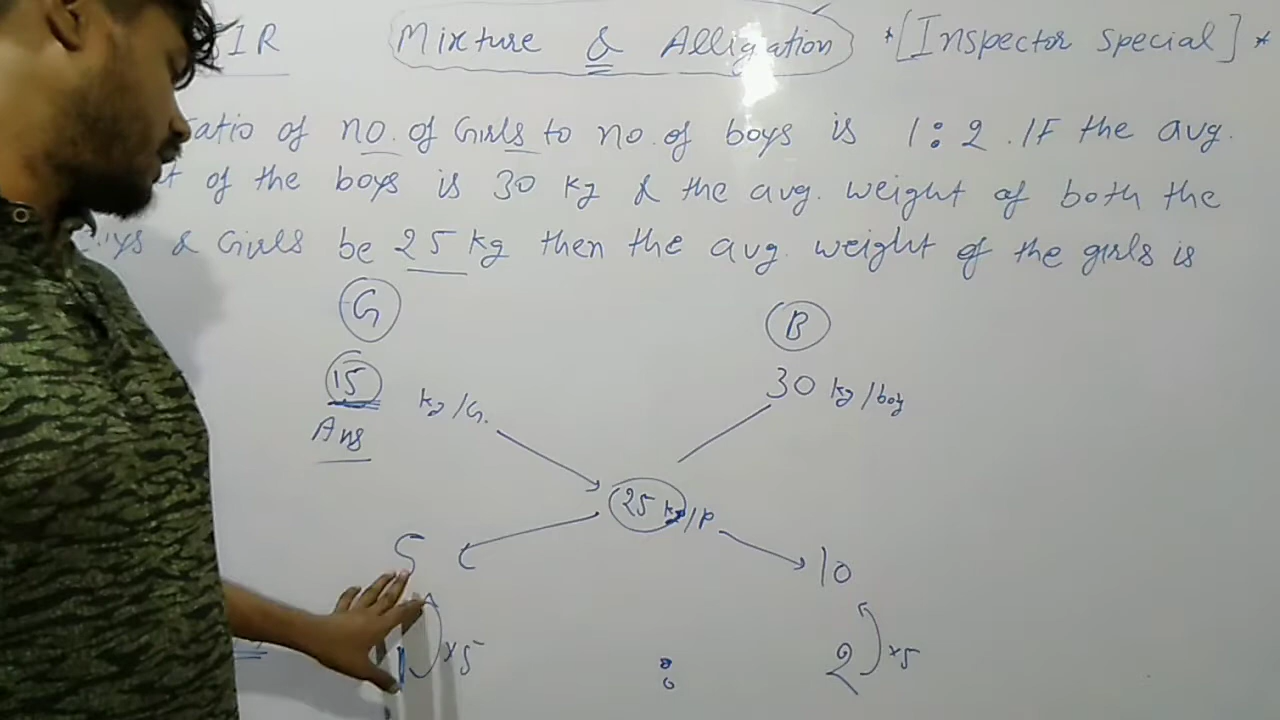 SIR Mixture & Alligation *[Inspector Special]*
ratio of no. of Girls to no. of boys is 1:2. IF the avg.
of the boys is 30 kg & the avg. weight of both the
& Girls be 25 kg then the avg. weight of the girls is
G B
15 kg/G. 30 kg/boy
Ans
25 kg/P
5 10
1 ×5 : 2 ×5